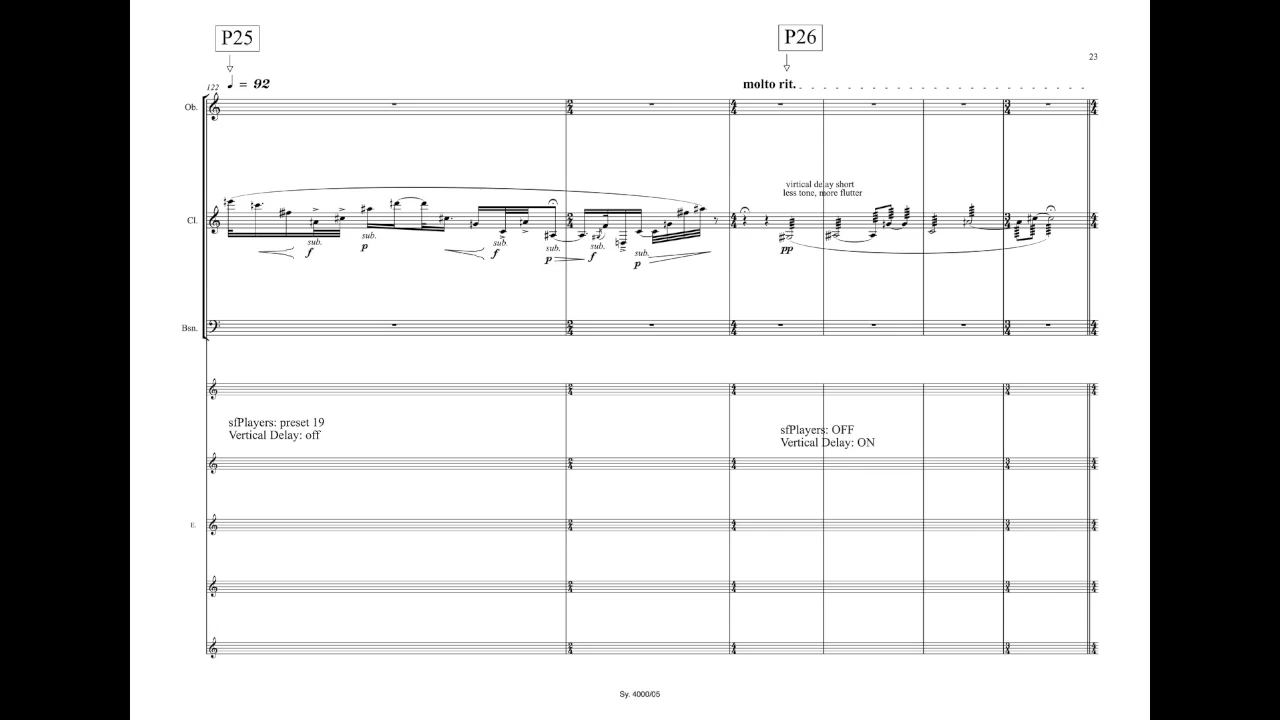 P25
P26
23
122
♩ = 92
molto rit.
Ob.
virtical delay short
less tone, more flutter
Cl.
sub.
f
sub.
p
sub.
f
sub.
p
sub.
f
sub.
p
pp
Bsn.
sfPlayers: preset 19
Vertical Delay: off
sfPlayers: OFF
Vertical Delay: ON
E.
Sy. 4000/05